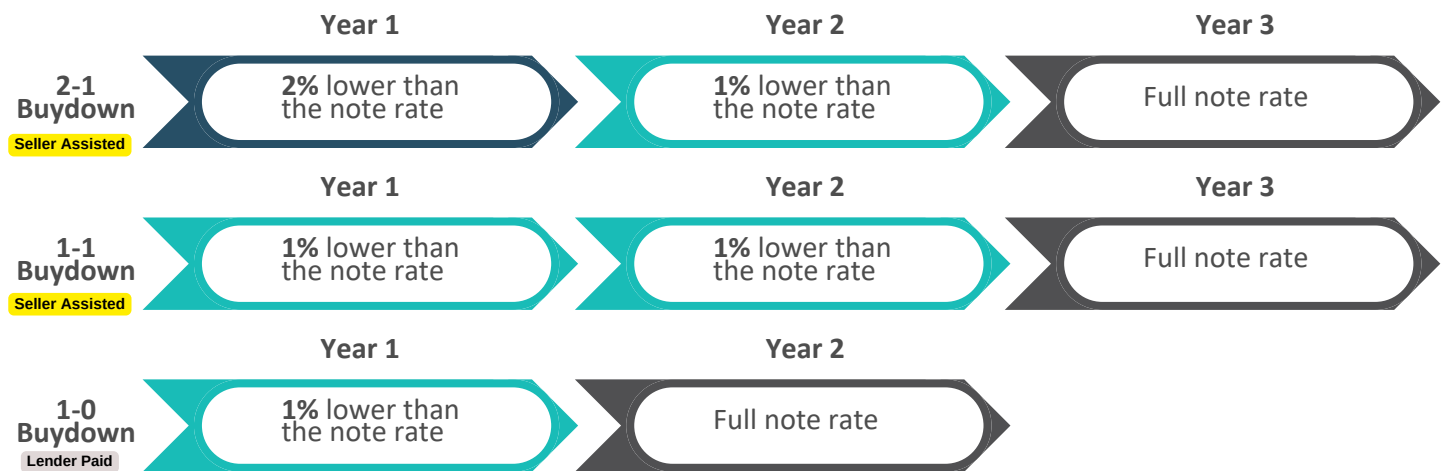 Year 1
Year 2
Year 3
2-1
Buydown
Seller Assisted
2% lower than
the note rate
1% lower than
the note rate
Full note rate
Year 1
Year 2
Year 3
1-1
Buydown
Seller Assisted
1% lower than
the note rate
1% lower than
the note rate
Full note rate
Year 1
Year 2
1-0
Buydown
Lender Paid
1% lower than
the note rate
Full note rate